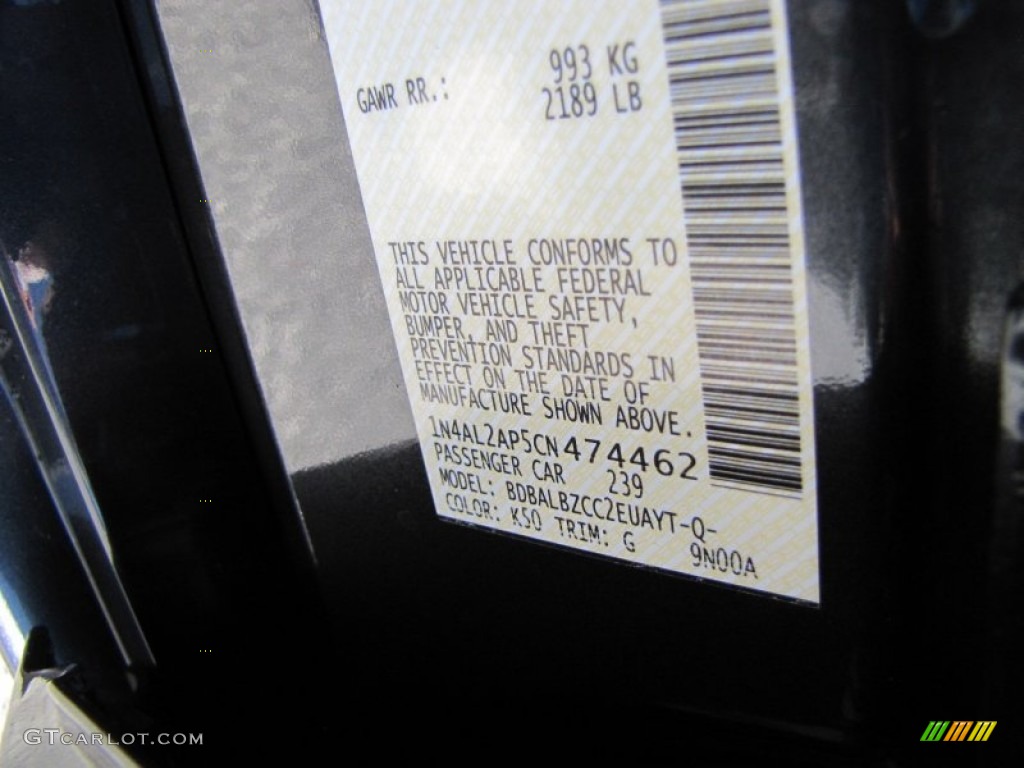 GAWR RR.: 993 KG
2189 LB
THIS VEHICLE CONFORMS TO
ALL APPLICABLE FEDERAL
MOTOR VEHICLE SAFETY,
BUMPER, AND THEFT
PREVENTION STANDARDS IN
EFFECT ON THE DATE OF
MANUFACTURE SHOWN ABOVE.
1N4AL2AP5CN474462
PASSENGER CAR 239
MODEL: BDBALBZCC2EUAYT-Q-
COLOR: K50 TRIM: G 9N00A
GTCARLOT.COM